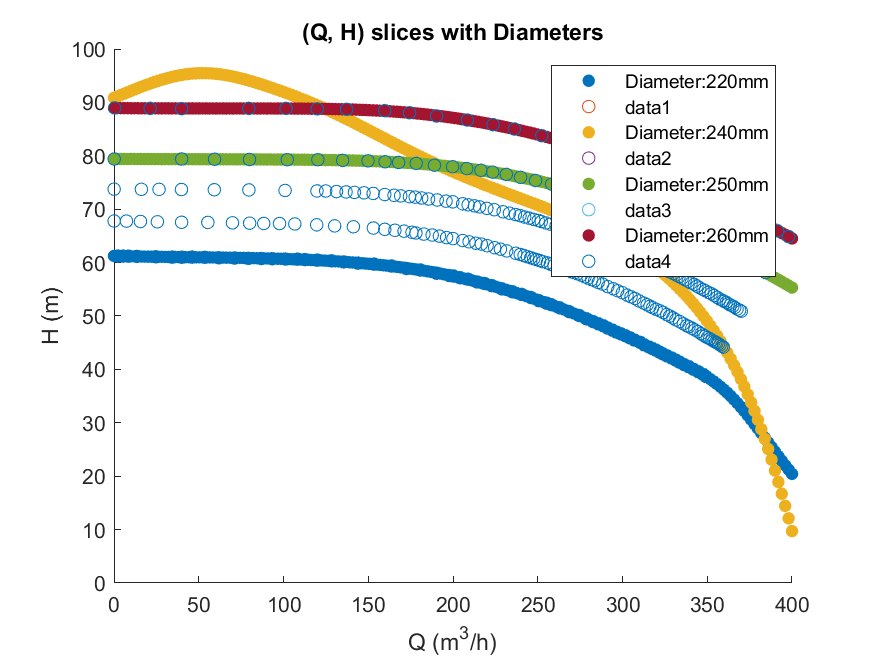 (Q, H) slices with Diameters
100
90
80
70
60
50
40
30
20
10
0
H (m)
Diameter:220mm
data1
Diameter:240mm
data2
Diameter:250mm
data3
Diameter:260mm
data4
0 50 100 150 200 250 300 350 400
Q (m³/h)